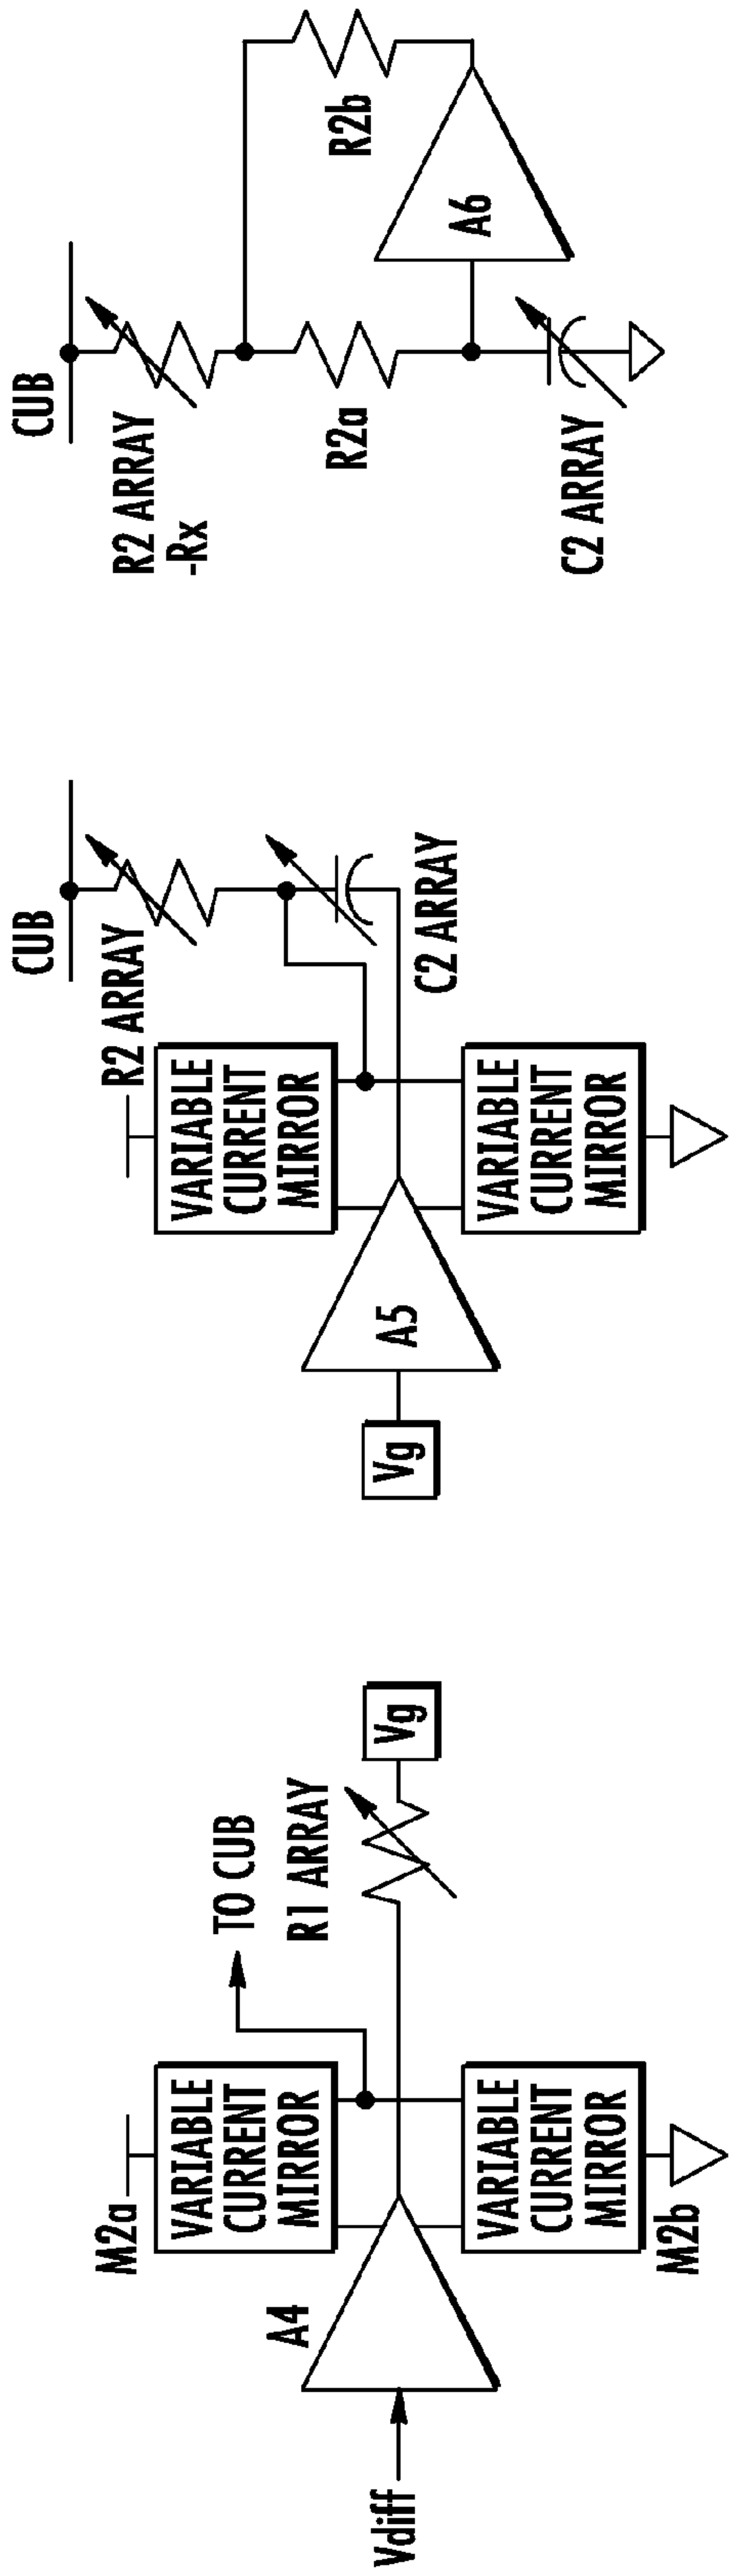 Vdiff
A4
M2a
VARIABLE
CURRENT
MIRROR
VARIABLE
CURRENT
MIRROR
M2b
TO CUB
R1 ARRAY
Vg
Vg
A5
VARIABLE
CURRENT
MIRROR
VARIABLE
CURRENT
MIRROR
R2 ARRAY
CUB
C2 ARRAY
CUB
R2 ARRAY
-Rx
R2a
C2 ARRAY
A6
R2b